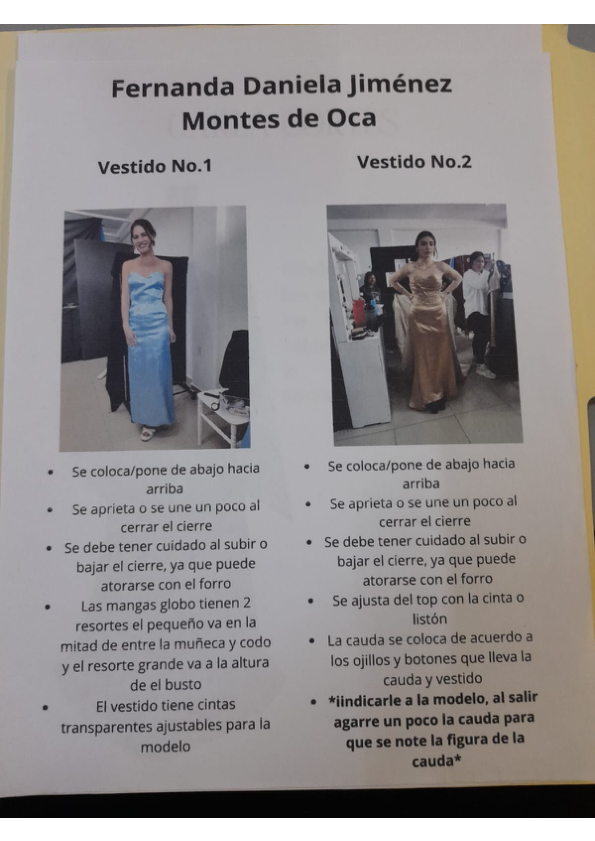 Fernanda Daniela Jiménez
Montes de Oca
Vestido No.1
• Se coloca/pone de abajo hacia
arriba
• Se aprieta o se une un poco al
cerrar el cierre
• Se debe tener cuidado al subir o
bajar el cierre, ya que puede
atorarse con el forro
• Las mangas globo tienen 2
resortes el pequeño va en la
mitad de entre la muñeca y codo
y el resorte grande va a la altura
de el busto
• El vestido tiene cintas
transparentes ajustables para la
modelo
Vestido No.2
• Se coloca/pone de abajo hacia
arriba
• Se aprieta o se une un poco al
cerrar el cierre
• Se debe tener cuidado al subir o
bajar el cierre, ya que puede
atorarse con el forro
• Se ajusta del top con la cinta o
listón
• La cauda se coloca de acuerdo a
los ojillos y botones que lleva la
cauda y vestido
• *iindicarle a la modelo, al salir
agarre un poco la cauda para
que se note la figura de la
cauda*